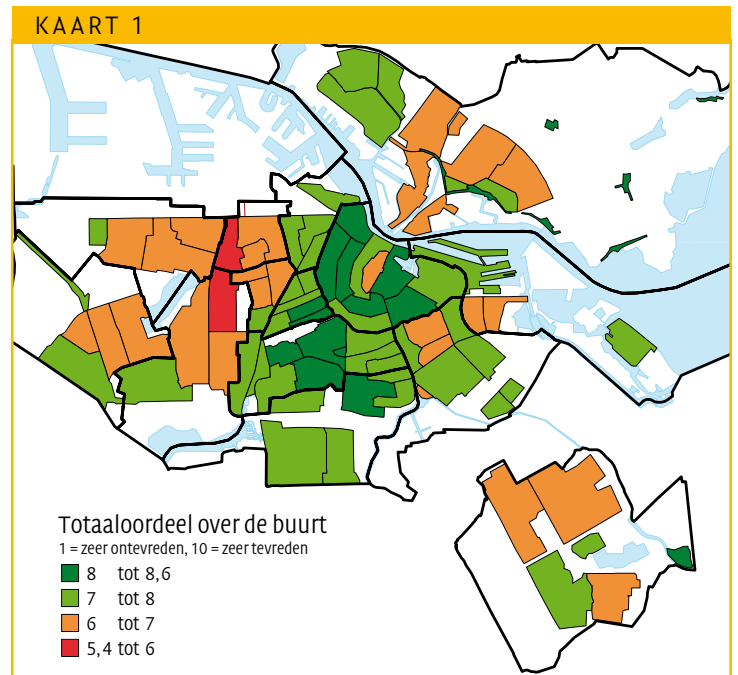 KAART 1
Totaaloordeel over de buurt
1 = zeer ontevreden, 10 = zeer tevreden
8 tot 8,6
7 tot 8
6 tot 7
5,4 tot 6